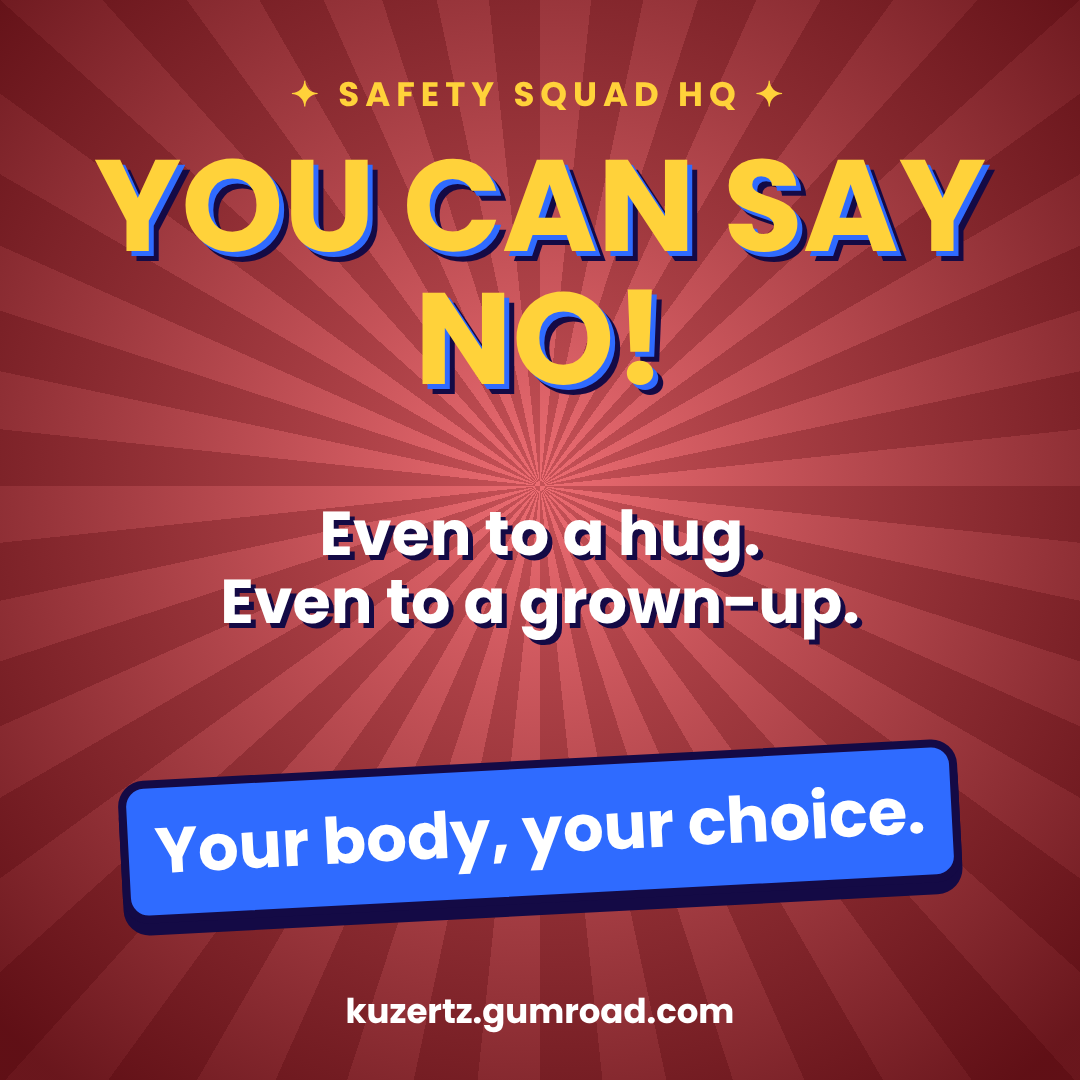 ✦ SAFETY SQUAD HQ ✦
YOU CAN SAY
NO!
Even to a hug.
Even to a grown-up.
Your body, your choice.
kuzertz.gumroad.com